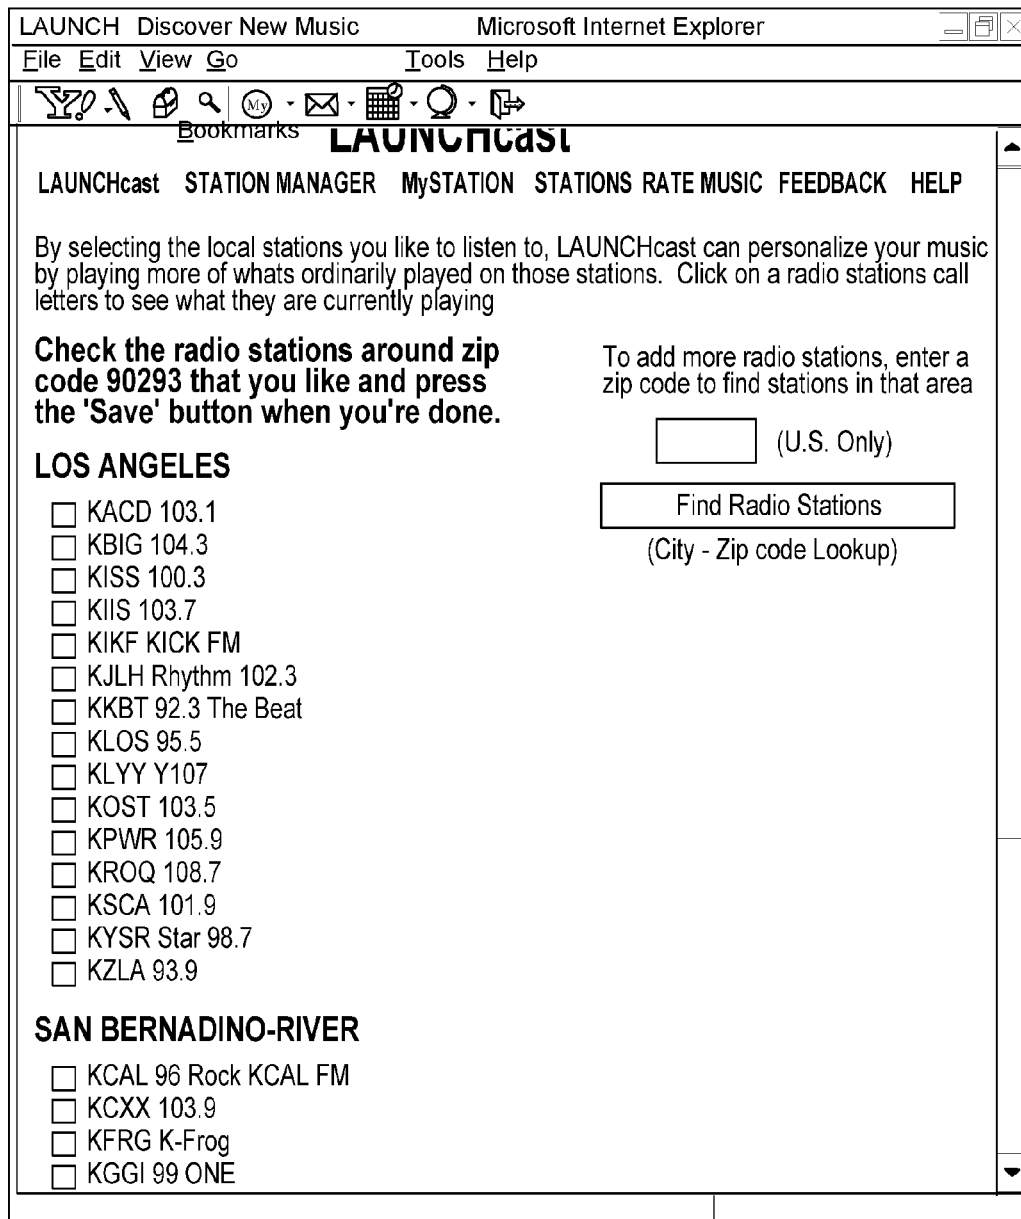 LAUNCH Discover New Music Microsoft Internet Explorer
File Edit View Go Tools Help
Y! My
Bookmarks LAUNCHcast
LAUNCHcast STATION MANAGER MySTATION STATIONS RATE MUSIC FEEDBACK HELP
By selecting the local stations you like to listen to, LAUNCHcast can personalize your music
by playing more of whats ordinarily played on those stations. Click on a radio stations call
letters to see what they are currently playing
Check the radio stations around zip
code 90293 that you like and press
the 'Save' button when you're done.
To add more radio stations, enter a
zip code to find stations in that area
(U.S. Only)
Find Radio Stations
(City - Zip code Lookup)
LOS ANGELES
KACD 103.1
KBIG 104.3
KISS 100.3
KIIS 103.7
KIKF KICK FM
KJLH Rhythm 102.3
KKBT 92.3 The Beat
KLOS 95.5
KLYY Y107
KOST 103.5
KPWR 105.9
KROQ 108.7
KSCA 101.9
KYSR Star 98.7
KZLA 93.9
SAN BERNADINO-RIVER
KCAL 96 Rock KCAL FM
KCXX 103.9
KFRG K-Frog
KGGI 99 ONE